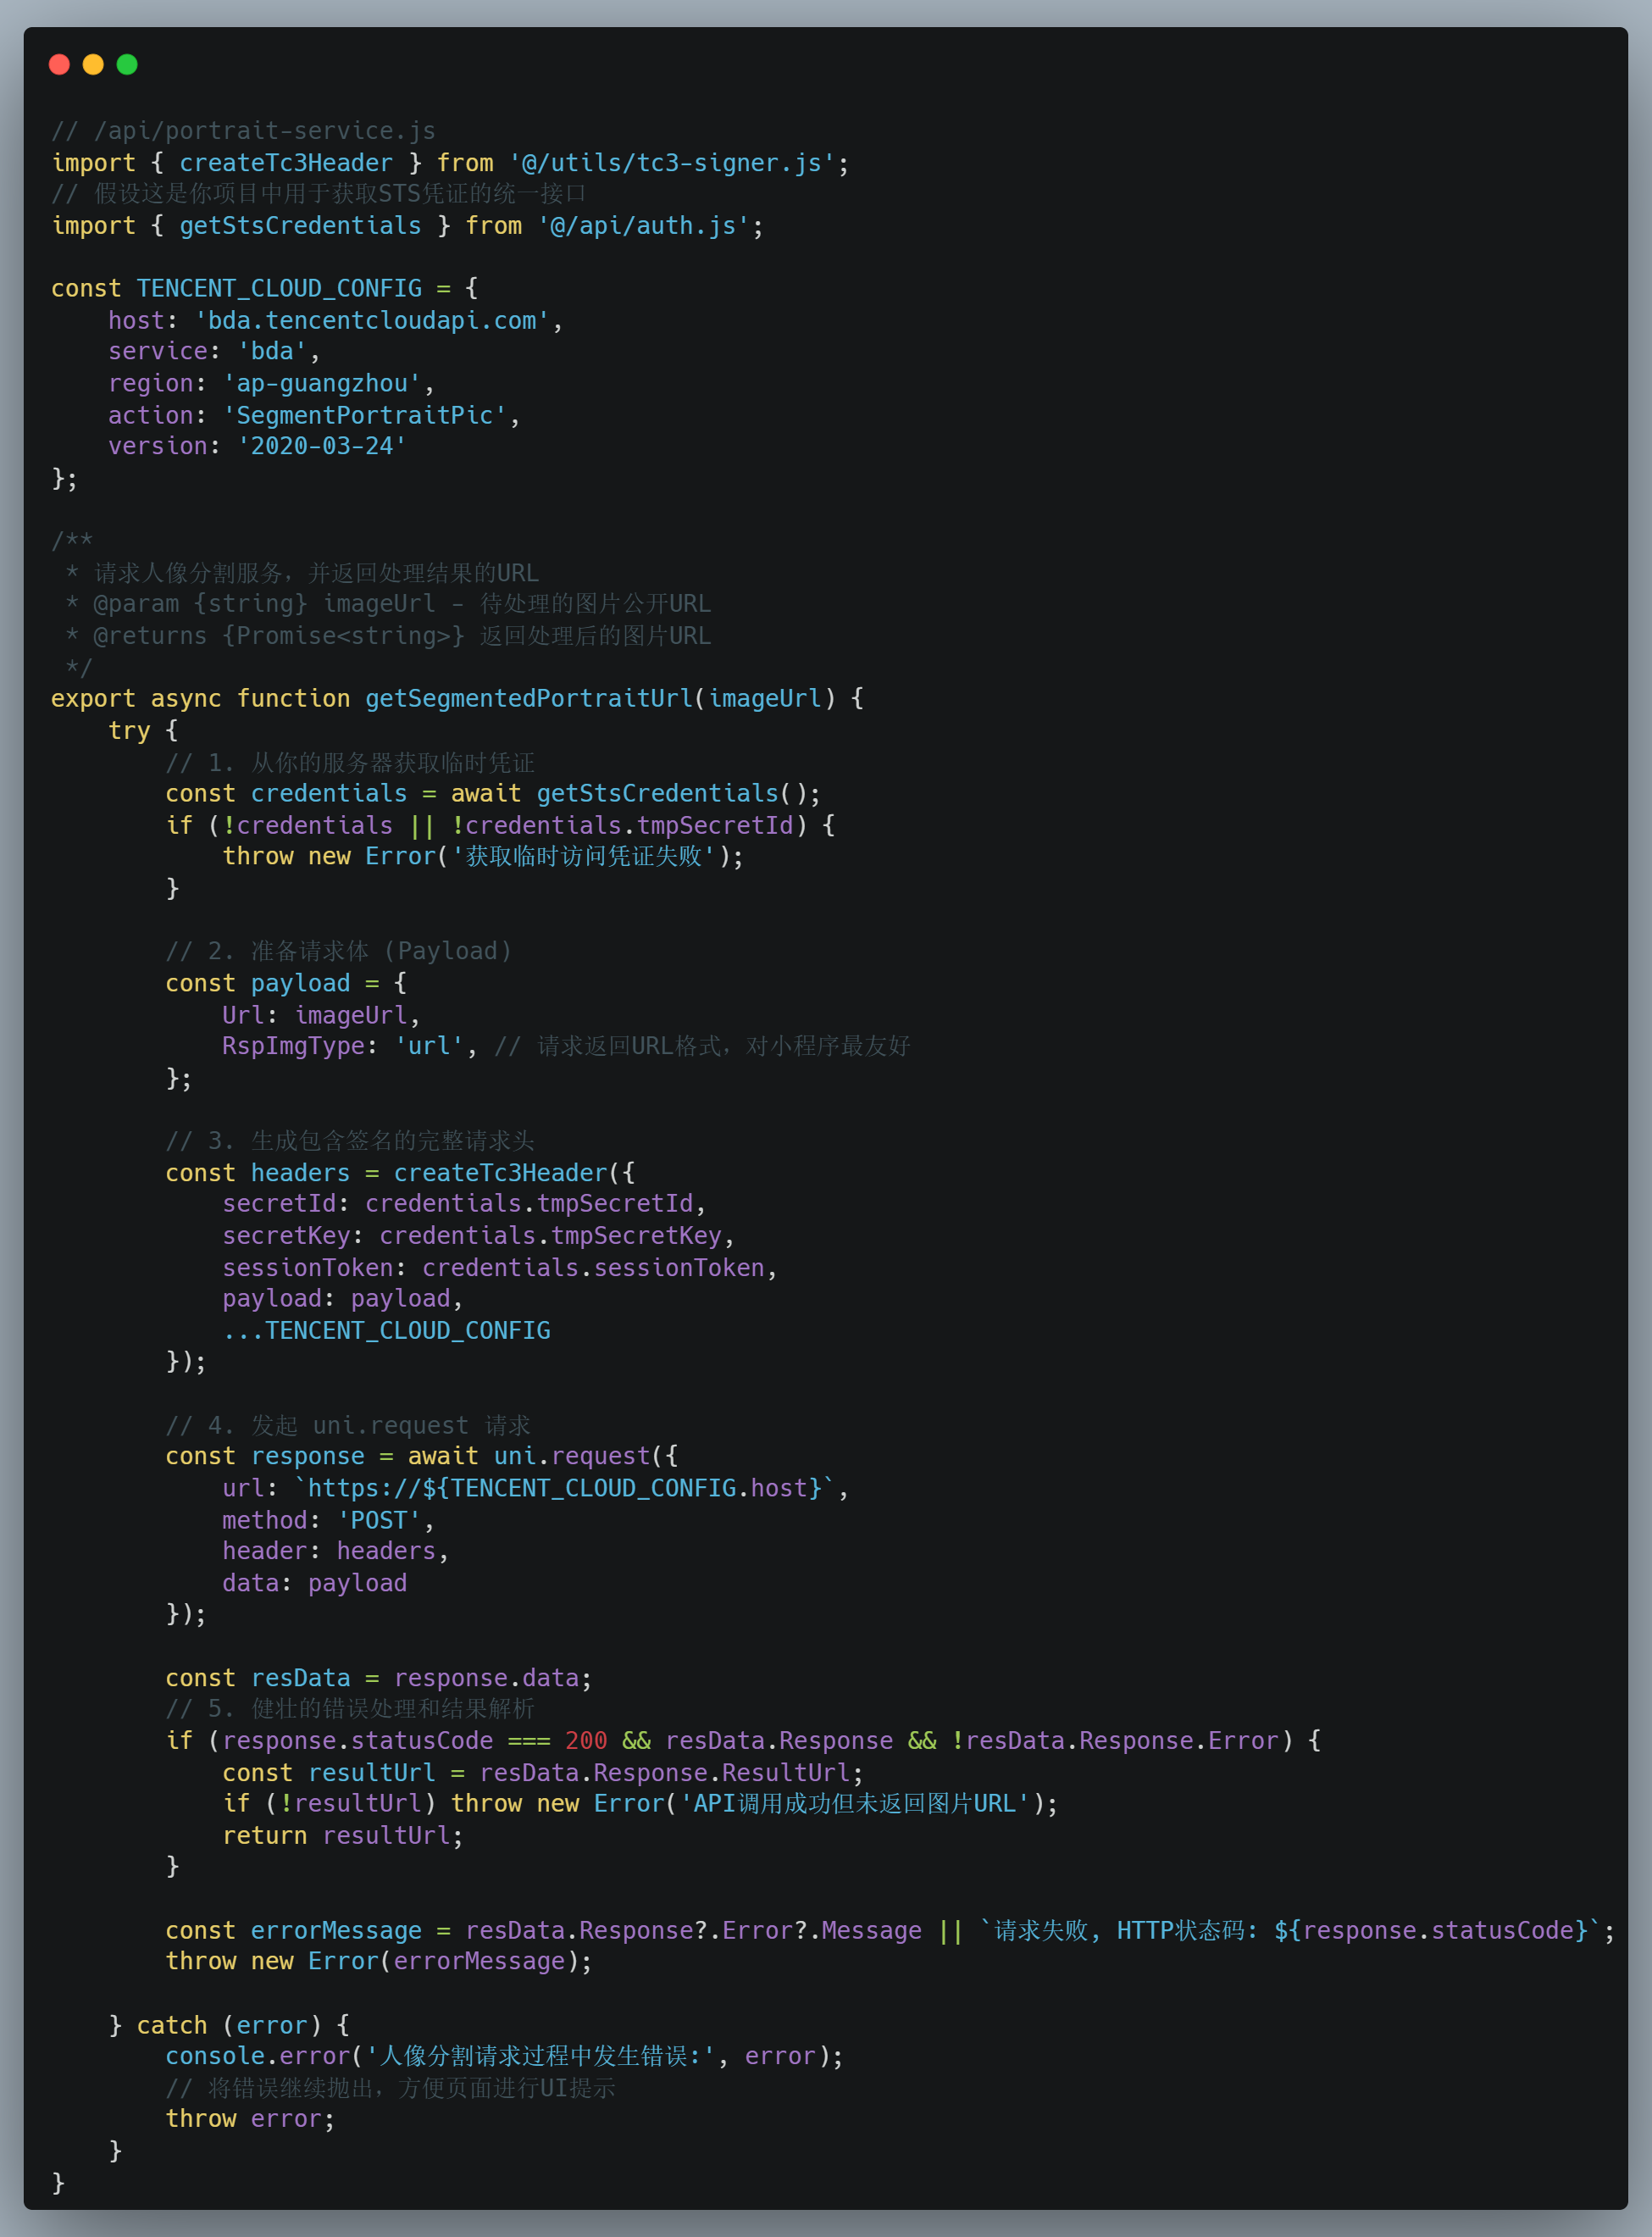 // /api/portrait-service.js
import { createTc3Header } from '@/utils/tc3-signer.js';
// 假设这是你项目中用于获取STS凭证的统一接口
import { getStsCredentials } from '@/api/auth.js';

const TENCENT_CLOUD_CONFIG = {
    host: 'bda.tencentcloudapi.com',
    service: 'bda',
    region: 'ap-guangzhou',
    action: 'SegmentPortraitPic',
    version: '2020-03-24'
};

/**
 * 请求人像分割服务，并返回处理结果的URL
 * @param {string} imageUrl - 待处理的图片公开URL
 * @returns {Promise<string>} 返回处理后的图片URL
 */
export async function getSegmentedPortraitUrl(imageUrl) {
    try {
        // 1. 从你的服务器获取临时凭证
        const credentials = await getStsCredentials();
        if (!credentials || !credentials.tmpSecretId) {
            throw new Error('获取临时访问凭证失败');
        }

        // 2. 准备请求体 (Payload)
        const payload = {
            Url: imageUrl,
            RspImgType: 'url', // 请求返回URL格式，对小程序最友好
        };

        // 3. 生成包含签名的完整请求头
        const headers = createTc3Header({
            secretId: credentials.tmpSecretId,
            secretKey: credentials.tmpSecretKey,
            sessionToken: credentials.sessionToken,
            payload: payload,
            ...TENCENT_CLOUD_CONFIG
        });

        // 4. 发起 uni.request 请求
        const response = await uni.request({
            url: `https://${TENCENT_CLOUD_CONFIG.host}`,
            method: 'POST',
            header: headers,
            data: payload
        });

        const resData = response.data;
        // 5. 健壮的错误处理和结果解析
        if (response.statusCode === 200 && resData.Response && !resData.Response.Error) {
            const resultUrl = resData.Response.ResultUrl;
            if (!resultUrl) throw new Error('API调用成功但未返回图片URL');
            return resultUrl;
        }

        const errorMessage = resData.Response?.Error?.Message || `请求失败, HTTP状态码: ${response.statusCode}`;
        throw new Error(errorMessage);

    } catch (error) {
        console.error('人像分割请求过程中发生错误:', error);
        // 将错误继续抛出，方便页面进行UI提示
        throw error;
    }
}